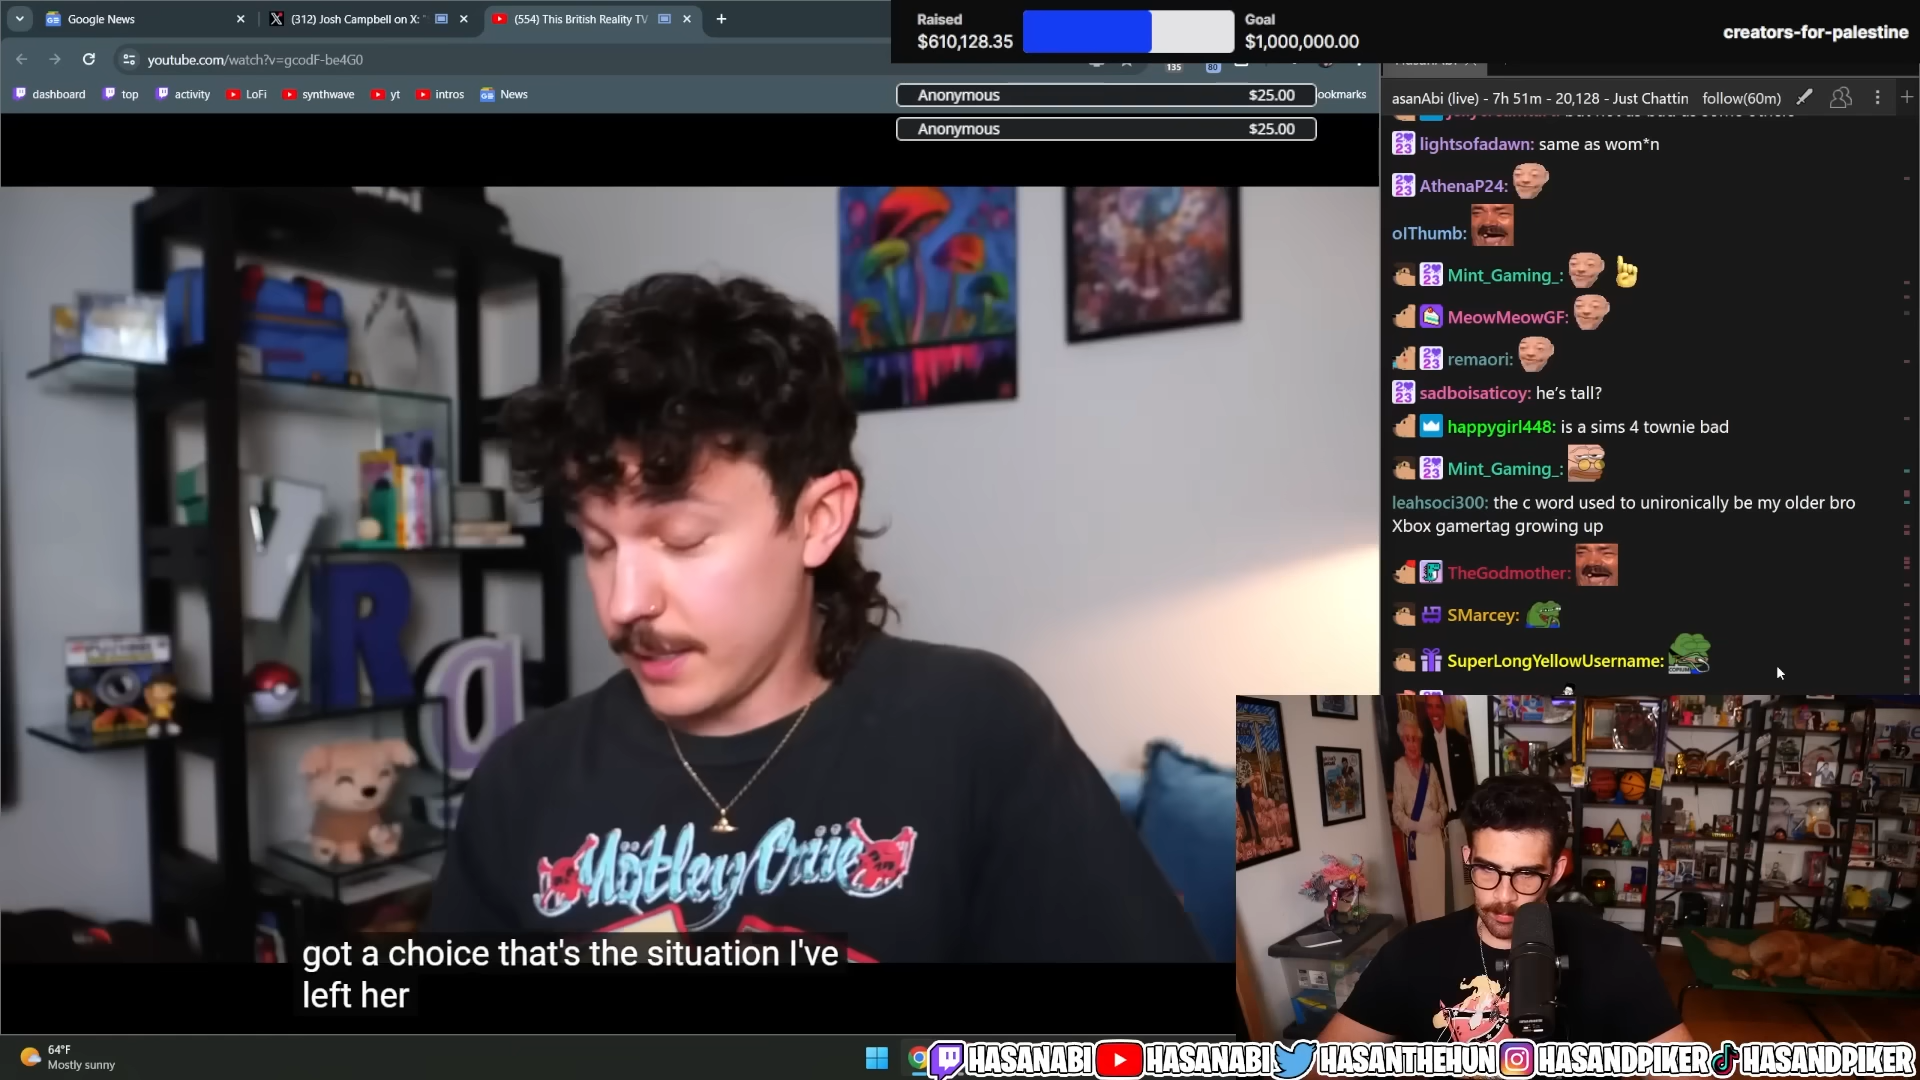 Google News
(312) Josh Campbell on X: "
(554) This British Reality TV
youtube.com/watch?v=gcodF-be4G0
dashboard
top
activity
LoFi
synthwave
yt
intros
News
ookmarks
Raised
$610,128.35
Goal
$1,000,000.00
creators-for-palestine
135
80
Anonymous $25.00
Anonymous $25.00
asanAbi (live) - 7h 51m - 20,128 - Just Chattin
follow(60m)
lightsofadawn: same as wom*n
AthenaP24:
Mint_Gaming_:
MeowMeowGF:
remaori:
sadboisaticoy: he's tall?
happygirl448: is a sims 4 townie bad
Mint_Gaming_:
leahsoci300: the c word used to unironically be my older bro
Xbox gamertag growing up
TheGodmother:
SMarcey:
SuperLongYellowUsername:
Mötley Crüe
got a choice that's the situation I've
left her
64°F
Mostly sunny
HASANABI
HASANABI
HASANTHEHUN
HASANDPIKER
HASANDPIKER